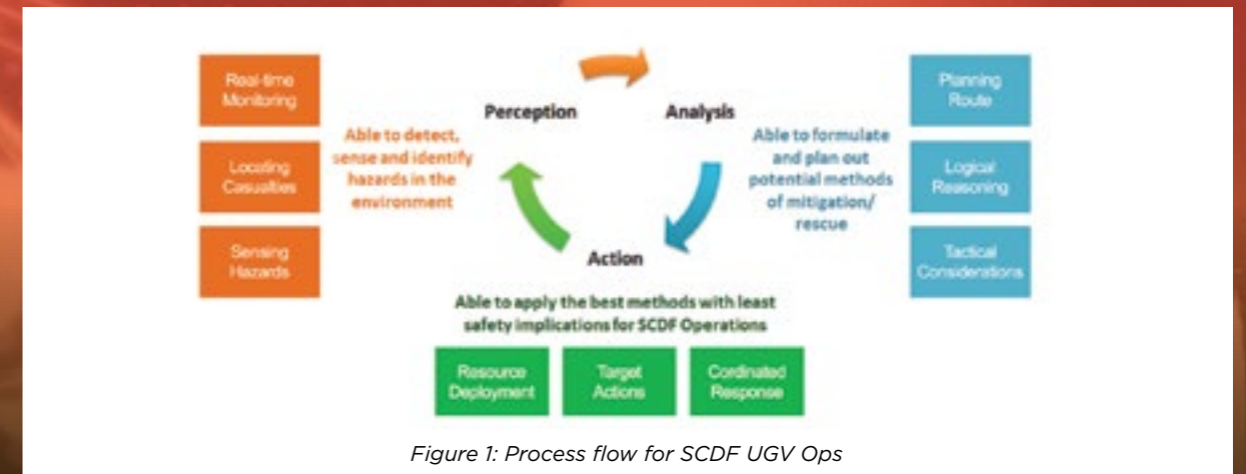 Real-time
Monitoring
Locating
Casualties
Sensing
Hazards
Perception
Able to detect,
sense and identify
hazards in the
environment
Analysis
Able to formulate
and plan out
potential methods
of mitigation/
rescue
Planning
Route
Logical
Reasoning
Tactical
Considerations
Action
Able to apply the best methods with least
safety implications for SCDF Operations
Resource
Deployment
Target
Actions
Cordinated
Response
Figure 1: Process flow for SCDF UGV Ops